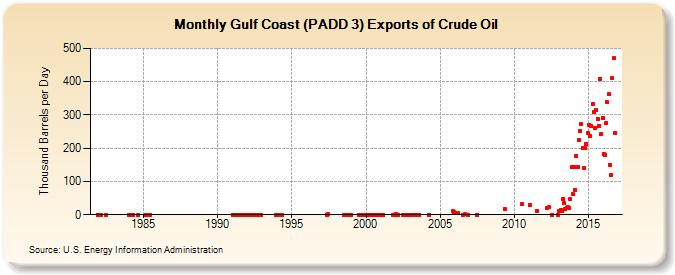 Monthly Gulf Coast (PADD 3) Exports of Crude Oil
Thousand Barrels per Day
500
400
300
200
100
0
1985 1990 1995 2000 2005 2010 2015
Source: U.S. Energy Information Administration